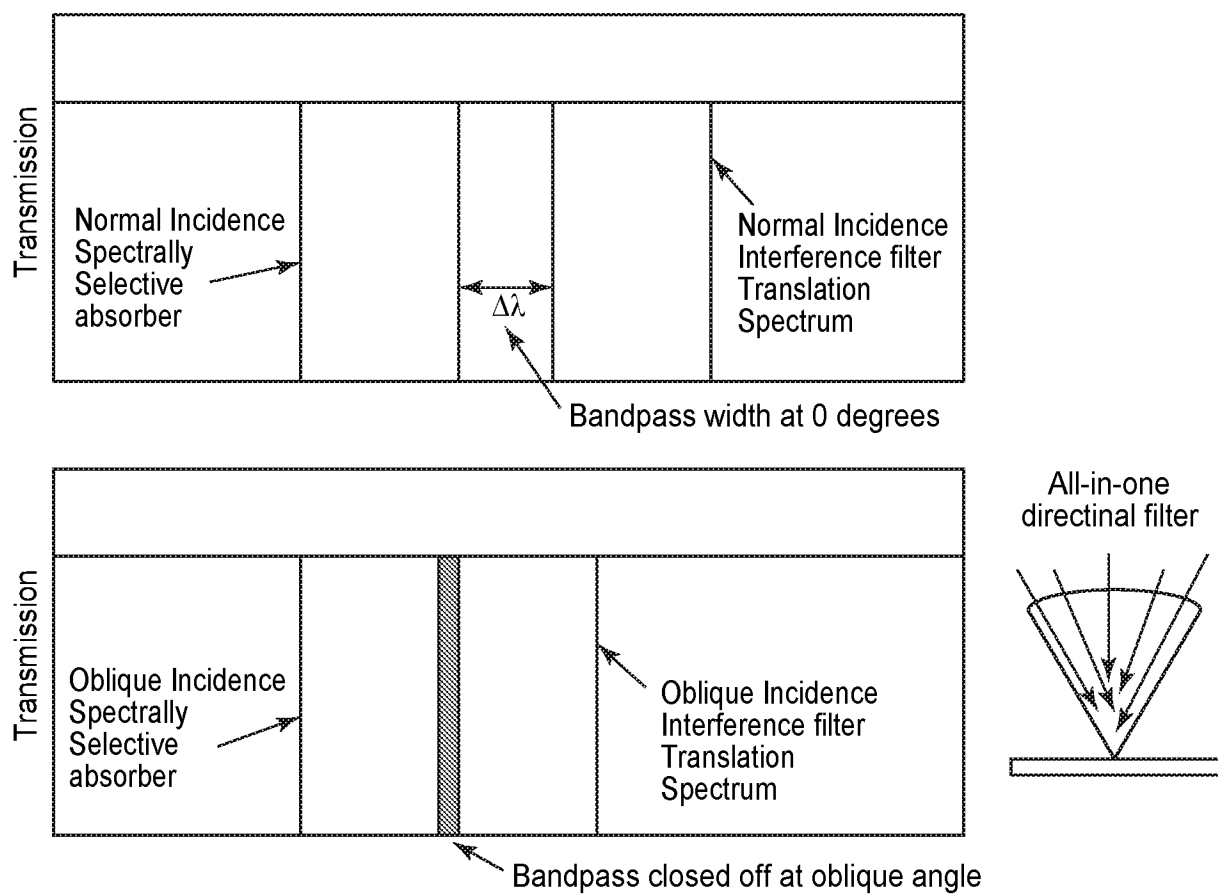 Transmission
Normal Incidence
Spectrally
Selective
absorber
Δλ
Normal Incidence
Interference filter
Translation
Spectrum
Bandpass width at 0 degrees
Transmission
Oblique Incidence
Spectrally
Selective
absorber
Oblique Incidence
Interference filter
Translation
Spectrum
Bandpass closed off at oblique angle
All-in-one
directinal filter